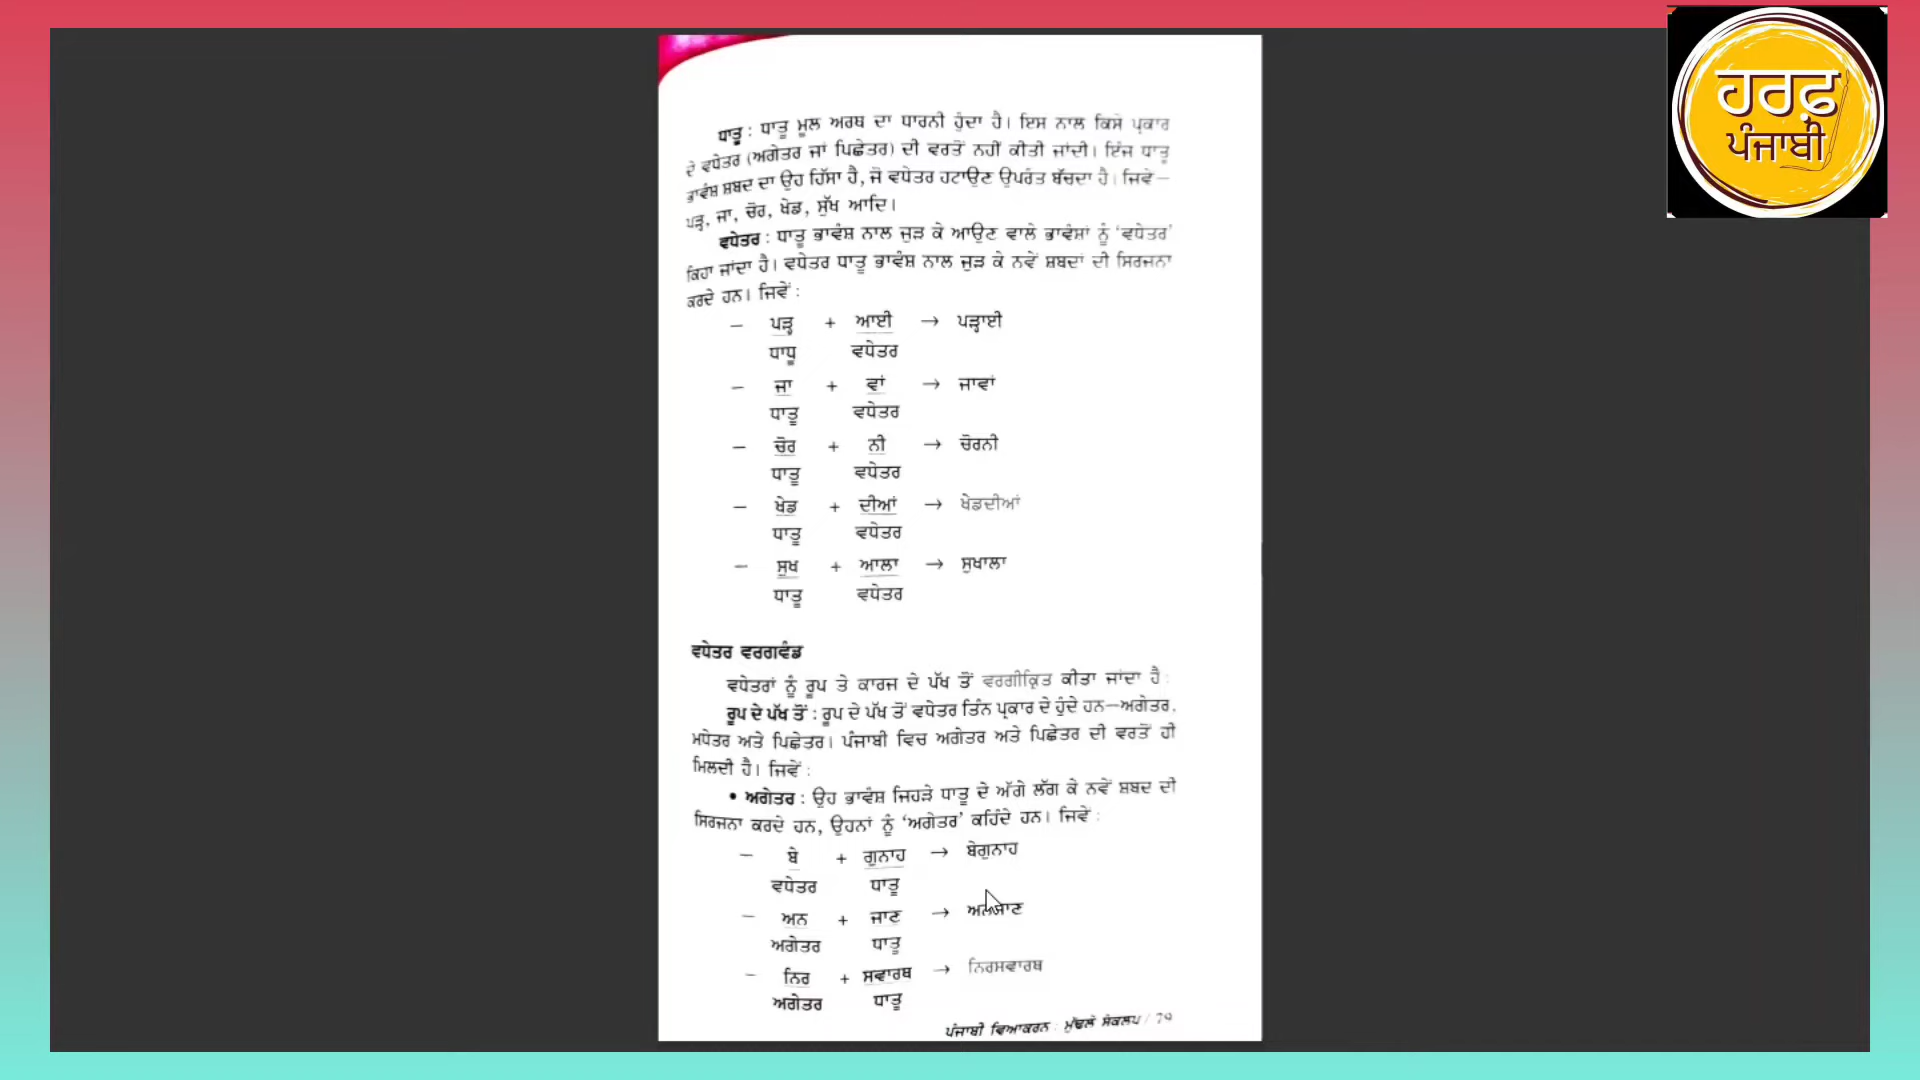 ਹਰਫ਼
ਪੰਜਾਬੀ
ਧਾਤੂ : ਧਾਤੂ ਮੂਲ ਅਰਥ ਦਾ ਧਾਰਨੀ ਹੁੰਦਾ ਹੈ। ਇਸ ਨਾਲ ਕਿਸੇ ਪ੍ਰਕਾਰ
ਦੇ ਵਧੇਤਰ (ਅਗੇਤਰ ਜਾਂ ਪਿਛੇਤਰ) ਦੀ ਵਰਤੋਂ ਨਹੀਂ ਕੀਤੀ ਜਾਂਦੀ। ਇੰਜ ਧਾਤੂ
ਭਾਵੰਸ਼ ਸ਼ਬਦ ਦਾ ਉਹ ਹਿੱਸਾ ਹੈ, ਜੋ ਵਧੇਤਰ ਹਟਾਉਣ ਉਪਰੰਤ ਬੱਚਦਾ ਹੈ। ਜਿਵੇਂ—
ਪੜ੍ਹ, ਜਾ, ਚੋਰ, ਖੇਡ, ਸੁੱਖ ਆਦਿ।
ਵਧੇਤਰ : ਧਾਤੂ ਭਾਵੰਸ਼ ਨਾਲ ਜੁੜ ਕੇ ਆਉਣ ਵਾਲੇ ਭਾਵੰਸ਼ਾਂ ਨੂੰ ‘ਵਧੇਤਰ’
ਕਿਹਾ ਜਾਂਦਾ ਹੈ। ਵਧੇਤਰ ਧਾਤੂ ਭਾਵੰਸ਼ ਨਾਲ ਜੁੜ ਕੇ ਨਵੇਂ ਸ਼ਬਦਾਂ ਦੀ ਸਿਰਜਨਾ
ਕਰਦੇ ਹਨ। ਜਿਵੇਂ :
– ਪੜ੍ਹ + ਆਈ → ਪੜ੍ਹਾਈ
ਧਾਧੂ ਵਧੇਤਰ
– ਜਾ + ਵਾਂ → ਜਾਵਾਂ
ਧਾਤੂ ਵਧੇਤਰ
– ਚੋਰ + ਨੀ → ਚੋਰਨੀ
ਧਾਤੂ ਵਧੇਤਰ
– ਖੇਡ + ਦੀਆਂ → ਖੇਡਦੀਆਂ
ਧਾਤੂ ਵਧੇਤਰ
– ਸੁਖ + ਆਲਾ → ਸੁਖਾਲਾ
ਧਾਤੂ ਵਧੇਤਰ
ਵਧੇਤਰ ਵਰਗਵੰਡ
ਵਧੇਤਰਾਂ ਨੂੰ ਰੂਪ ਤੇ ਕਾਰਜ ਦੇ ਪੱਖ ਤੋਂ ਵਰਗੀਕ੍ਰਿਤ ਕੀਤਾ ਜਾਂਦਾ ਹੈ :
ਰੂਪ ਦੇ ਪੱਖ ਤੋਂ : ਰੂਪ ਦੇ ਪੱਖ ਤੋਂ ਵਧੇਤਰ ਤਿੰਨ ਪ੍ਰਕਾਰ ਦੇ ਹੁੰਦੇ ਹਨ—ਅਗੇਤਰ,
ਮਧੇਤਰ ਅਤੇ ਪਿਛੇਤਰ। ਪੰਜਾਬੀ ਵਿਚ ਅਗੇਤਰ ਅਤੇ ਪਿਛੇਤਰ ਦੀ ਵਰਤੋਂ ਹੀ
ਮਿਲਦੀ ਹੈ। ਜਿਵੇਂ :
• ਅਗੇਤਰ : ਉਹ ਭਾਵੰਸ਼ ਜਿਹੜੇ ਧਾਤੂ ਦੇ ਅੱਗੇ ਲੱਗ ਕੇ ਨਵੇਂ ਸ਼ਬਦ ਦੀ
ਸਿਰਜਨਾ ਕਰਦੇ ਹਨ, ਉਹਨਾਂ ਨੂੰ ‘ਅਗੇਤਰ’ ਕਹਿੰਦੇ ਹਨ। ਜਿਵੇਂ :
– ਬੇ + ਗੁਨਾਹ → ਬੇਗੁਨਾਹ
ਵਧੇਤਰ ਧਾਤੂ
– ਅਨ + ਜਾਣ → ਅਨਜਾਣ
ਅਗੇਤਰ ਧਾਤੂ
– ਨਿਰ + ਸਵਾਰਥ → ਨਿਰਸਵਾਰਥ
ਅਗੇਤਰ ਧਾਤੂ
ਪੰਜਾਬੀ ਵਿਆਕਰਨ : ਮੁੱਢਲੇ ਸੰਕਲਪ / 79